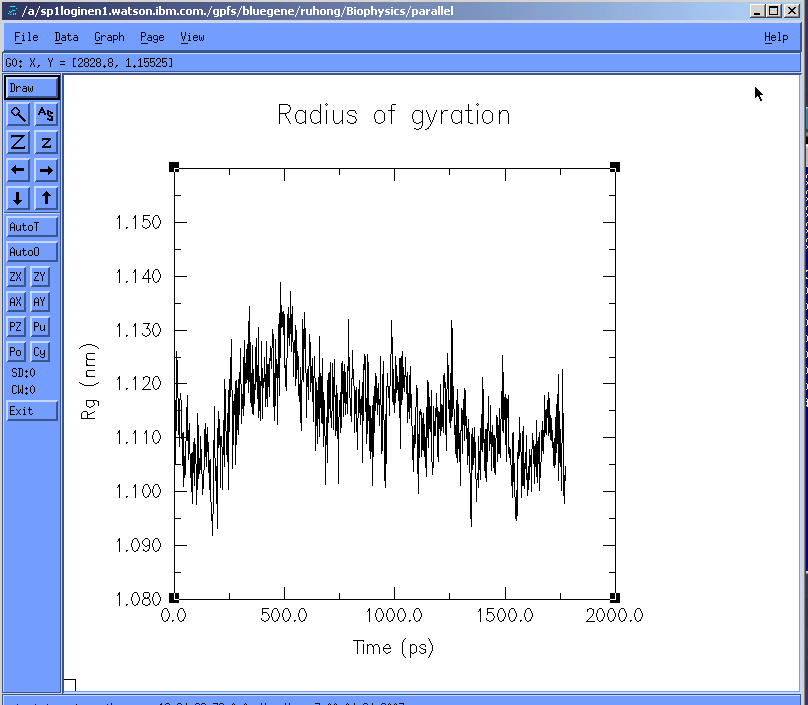 /a/sp1loginen1.watson.ibm.com./gpfs/bluegene/ruhong/Biophysics/parallel
File Data Graph Page View Help
G0: X, Y = [2828.8, 1.15525]
Draw
AS
Z z
AutoT
AutoO
ZX ZY
AX AY
PZ Pu
Po Cy
SD:0
CW:0
Exit
Radius of gyration
1.150
1.140
1.130
1.120
1.110
1.100
1.090
1.080
Rg (nm)
0.0 500.0 1000.0 1500.0 2000.0
Time (ps)